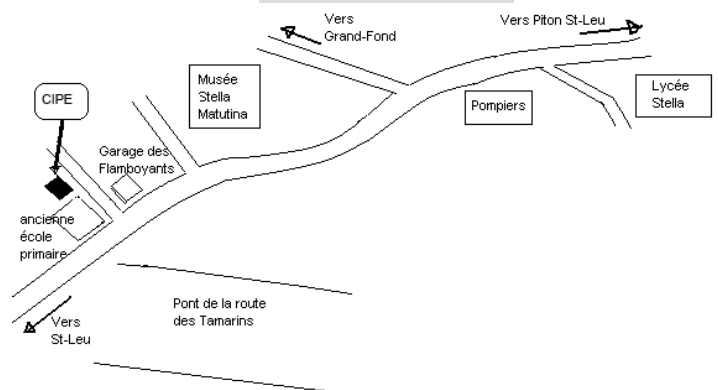 Vers
Grand-Fond
Vers Piton St-Leu
Musée
Stella
Matutina
CIPE
Pompiers
Lycée
Stella
Garage des
Flamboyants
ancienne
école
primaire
Pont de la route
des Tamarins
Vers
St-Leu